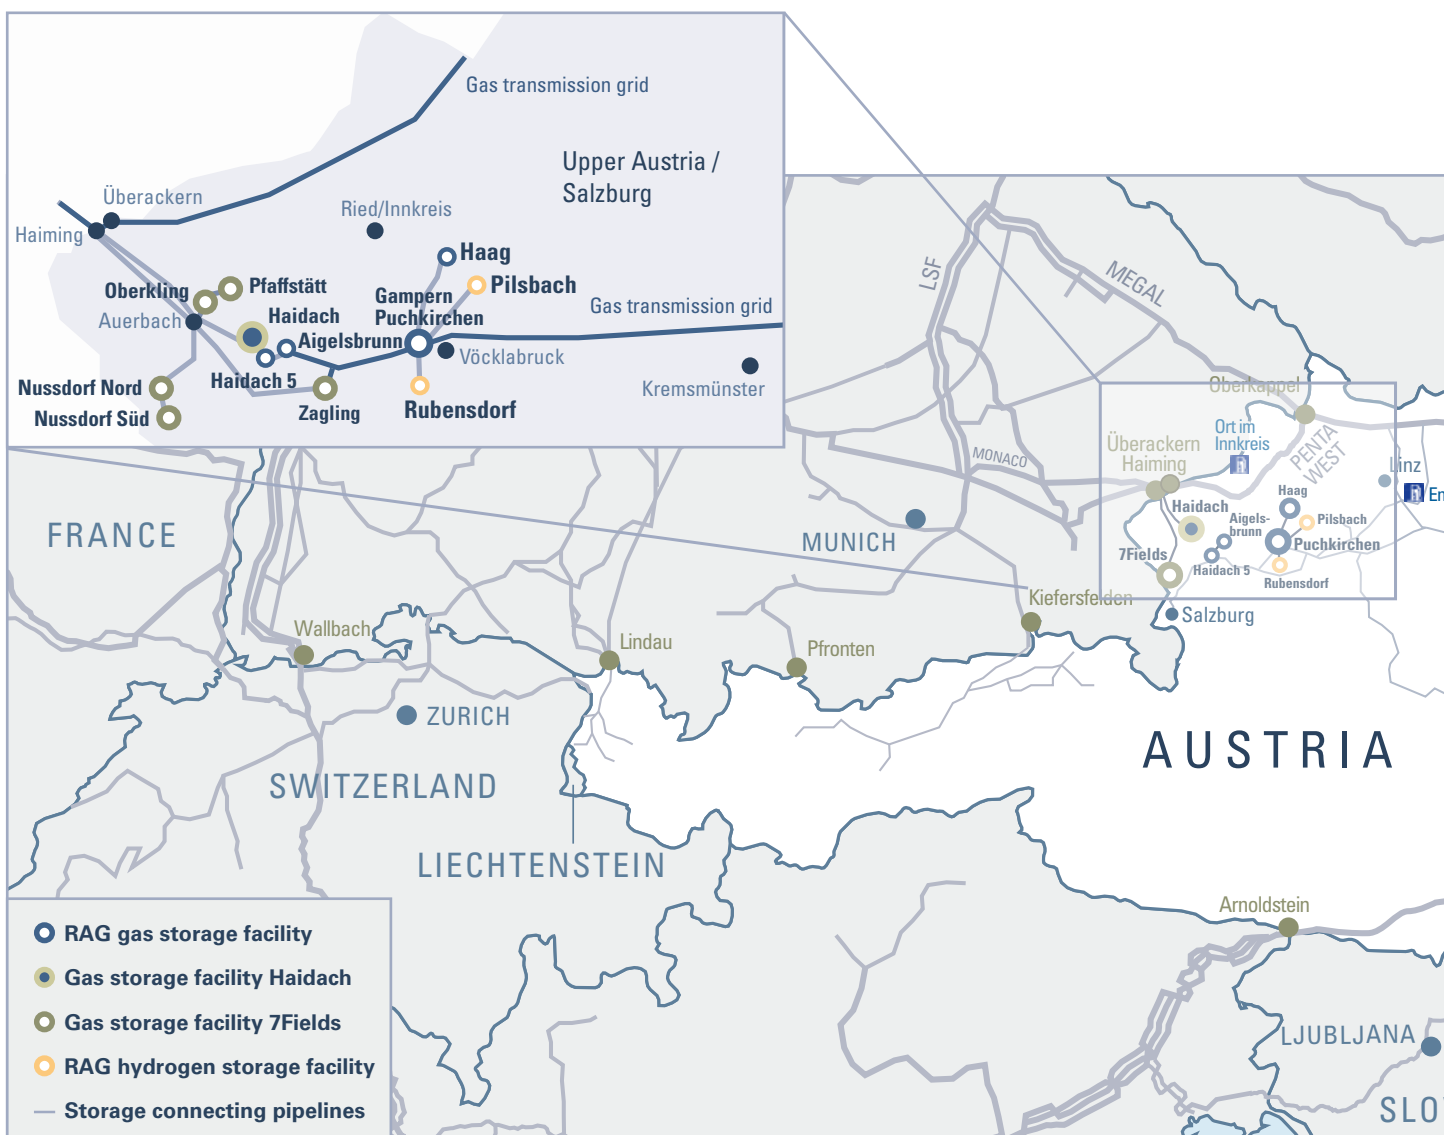 Gas transmission grid
Upper Austria /
Salzburg
Überackern
Haiming
Ried/Innkreis
Haag
Pilsbach
Pfaffstätt
Oberkling
Auerbach
Haidach
Gampern
Puchkirchen
Gas transmission grid
Aigelsbrunn
Vöcklabruck
Haidach 5
Kremsmünster
Nussdorf Nord
Nussdorf Süd
Zagling
Rubensdorf
LSF
MEGAL
MONACO
Oberkappel
Ort im
Innkreis
PENTA
WEST
Überackern
Haiming
Linz
En
Haag
Haidach
Aigels-
brunn
Pilsbach
Puchkirchen
7Fields
Haidach 5
Rubensdorf
Salzburg
FRANCE
MUNICH
Kiefersfelden
Wallbach
Lindau
Pfronten
ZURICH
AUSTRIA
SWITZERLAND
LIECHTENSTEIN
Arnoldstein
LJUBLJANA
SLO
RAG gas storage facility
Gas storage facility Haidach
Gas storage facility 7Fields
RAG hydrogen storage facility
Storage connecting pipelines